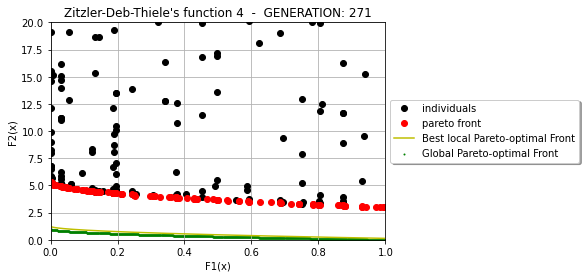 Zitzler-Deb-Thiele's function 4  -  GENERATION: 271
20.0
17.5
15.0
12.5
10.0
7.5
5.0
2.5
0.0
F2(x)
0.0 0.2 0.4 0.6 0.8 1.0
F1(x)
individuals
pareto front
Best local Pareto-optimal Front
Global Pareto-optimal Front